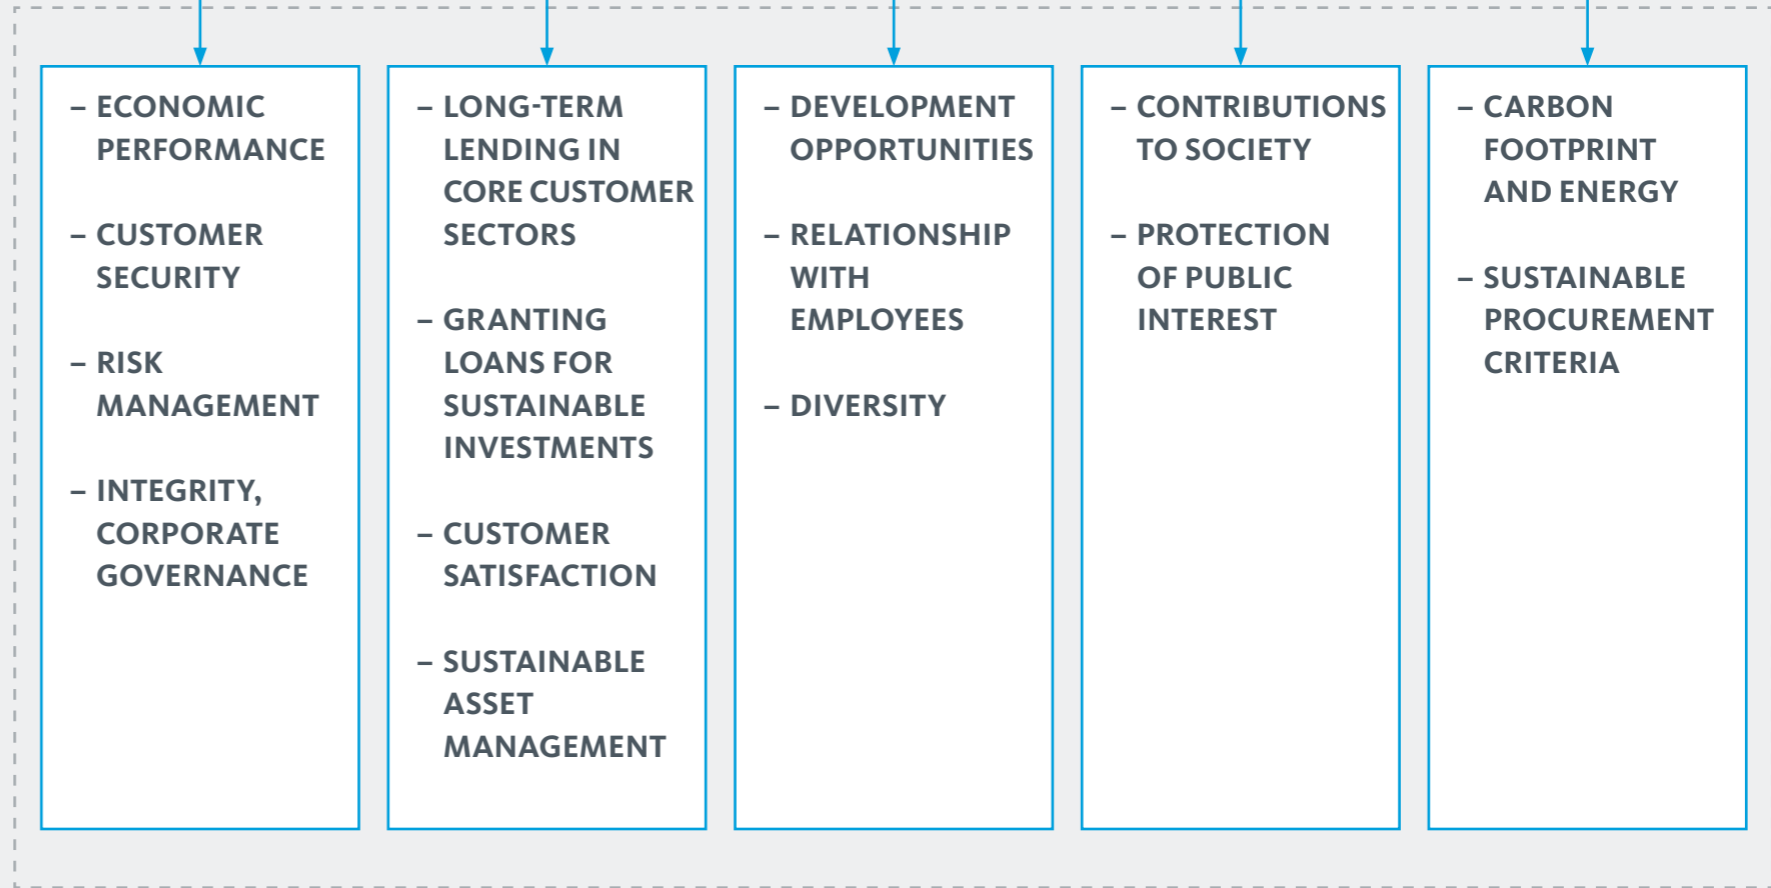 – ECONOMIC
PERFORMANCE
– CUSTOMER
SECURITY
– RISK
MANAGEMENT
– INTEGRITY,
CORPORATE
GOVERNANCE
– LONG-TERM
LENDING IN
CORE CUSTOMER
SECTORS
– GRANTING
LOANS FOR
SUSTAINABLE
INVESTMENTS
– CUSTOMER
SATISFACTION
– SUSTAINABLE
ASSET
MANAGEMENT
– DEVELOPMENT
OPPORTUNITIES
– RELATIONSHIP
WITH
EMPLOYEES
– DIVERSITY
– CONTRIBUTIONS
TO SOCIETY
– PROTECTION
OF PUBLIC
INTEREST
– CARBON
FOOTPRINT
AND ENERGY
– SUSTAINABLE
PROCUREMENT
CRITERIA